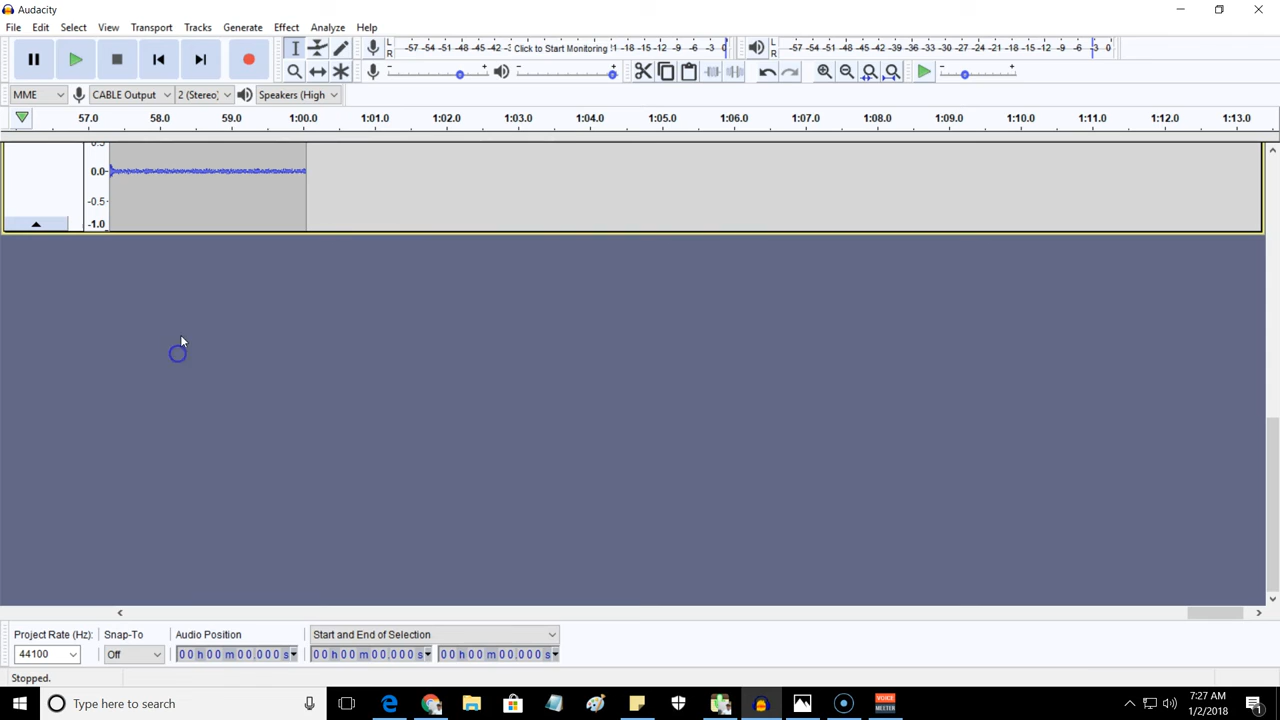 Audacity
File Edit Select View Transport Tracks Generate Effect Analyze Help
L R -57 -54 -51 -48 -45 -42 -3 Click to Start Monitoring !1 -18 -15 -12 -9 -6 -3 0 L R -57 -54 -51 -48 -45 -42 -39 -36 -33 -30 -27 -24 -21 -18 -15 -12 -9 -6 -3 0
- + - + - +
MME CABLE Output 2 (Stereo) Speakers (High
57.0 58.0 59.0 1:00.0 1:01.0 1:02.0 1:03.0 1:04.0 1:05.0 1:06.0 1:07.0 1:08.0 1:09.0 1:10.0 1:11.0 1:12.0 1:13.0
0.5
0.0
-0.5
-1.0
Project Rate (Hz): Snap-To Audio Position Start and End of Selection
44100 Off 00 h 00 m 00.000 s 00 h 00 m 00.000 s 00 h 00 m 00.000 s
Stopped.
Type here to search
VOICE MEETER
7:27 AM
1/2/2018
1